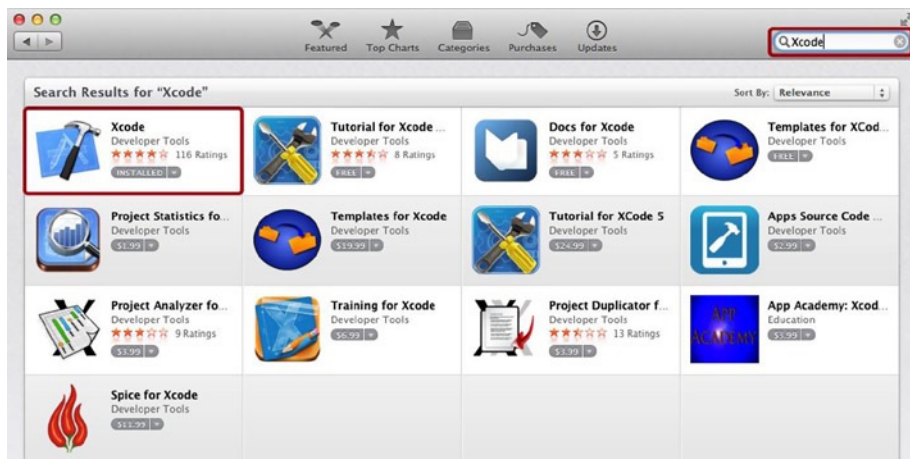 Featured Top Charts Categories Purchases Updates
Xcode
Search Results for “Xcode”
Sort By: Relevance
Xcode
Developer Tools
116 Ratings
INSTALLED
Tutorial for Xcode ...
Developer Tools
8 Ratings
FREE
Docs for Xcode
Developer Tools
5 Ratings
FREE
Templates for XCod...
Developer Tools
FREE
Project Statistics fo...
Developer Tools
$1.99
Templates for Xcode
Developer Tools
$19.99
Tutorial for XCode 5
Developer Tools
$24.99
Apps Source Code ...
Developer Tools
$2.99
Project Analyzer fo...
Developer Tools
9 Ratings
$3.99
Training for Xcode
Developer Tools
$6.99
Project Duplicator f...
Developer Tools
13 Ratings
$3.99
APP
ACADEMY
App Academy: Xcod...
Education
$3.99
Spice for Xcode
Developer Tools
$11.99